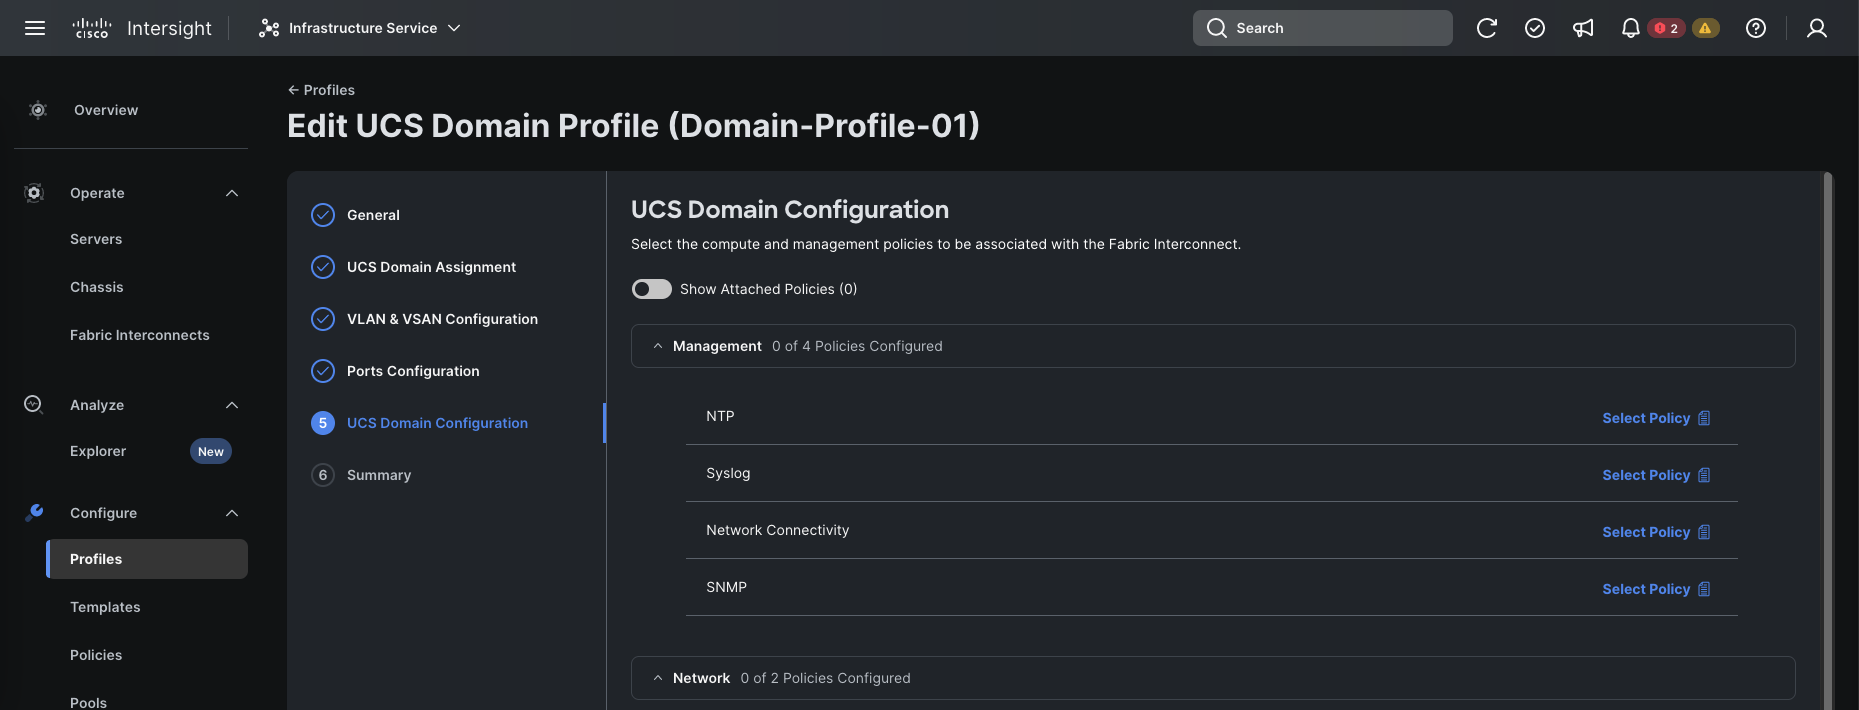 cisco Intersight Infrastructure Service Search 2
Overview
Operate
Servers
Chassis
Fabric Interconnects
Analyze
Explorer New
Configure
Profiles
Templates
Policies
Pools
← Profiles
Edit UCS Domain Profile (Domain-Profile-01)
General
UCS Domain Assignment
VLAN & VSAN Configuration
Ports Configuration
5 UCS Domain Configuration
6 Summary
UCS Domain Configuration
Select the compute and management policies to be associated with the Fabric Interconnect.
Show Attached Policies (0)
Management 0 of 4 Policies Configured
NTP Select Policy
Syslog Select Policy
Network Connectivity Select Policy
SNMP Select Policy
Network 0 of 2 Policies Configured